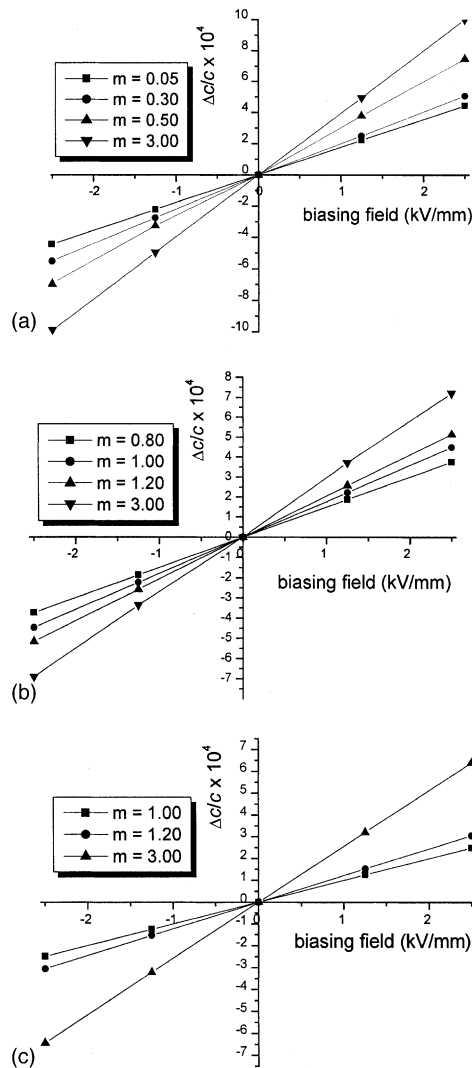 Δc/c x 10⁴
m = 0.05
m = 0.30
m = 0.50
m = 3.00
10
8
6
4
2
0
-2
-4
-6
-8
-10
-2 -1 0 1 2
biasing field (kV/mm)
(a)
Δc/c x 10⁴
m = 0.80
m = 1.00
m = 1.20
m = 3.00
8
7
6
5
4
3
2
1
0
-1
-2
-3
-4
-5
-6
-7
-2 -1 0 1 2
biasing field (kV/mm)
(b)
Δc/c x 10⁴
m = 1.00
m = 1.20
m = 3.00
7
6
5
4
3
2
1
0
-1
-2
-3
-4
-5
-6
-7
-2 -1 0 1 2
biasing field (kV/mm)
(c)